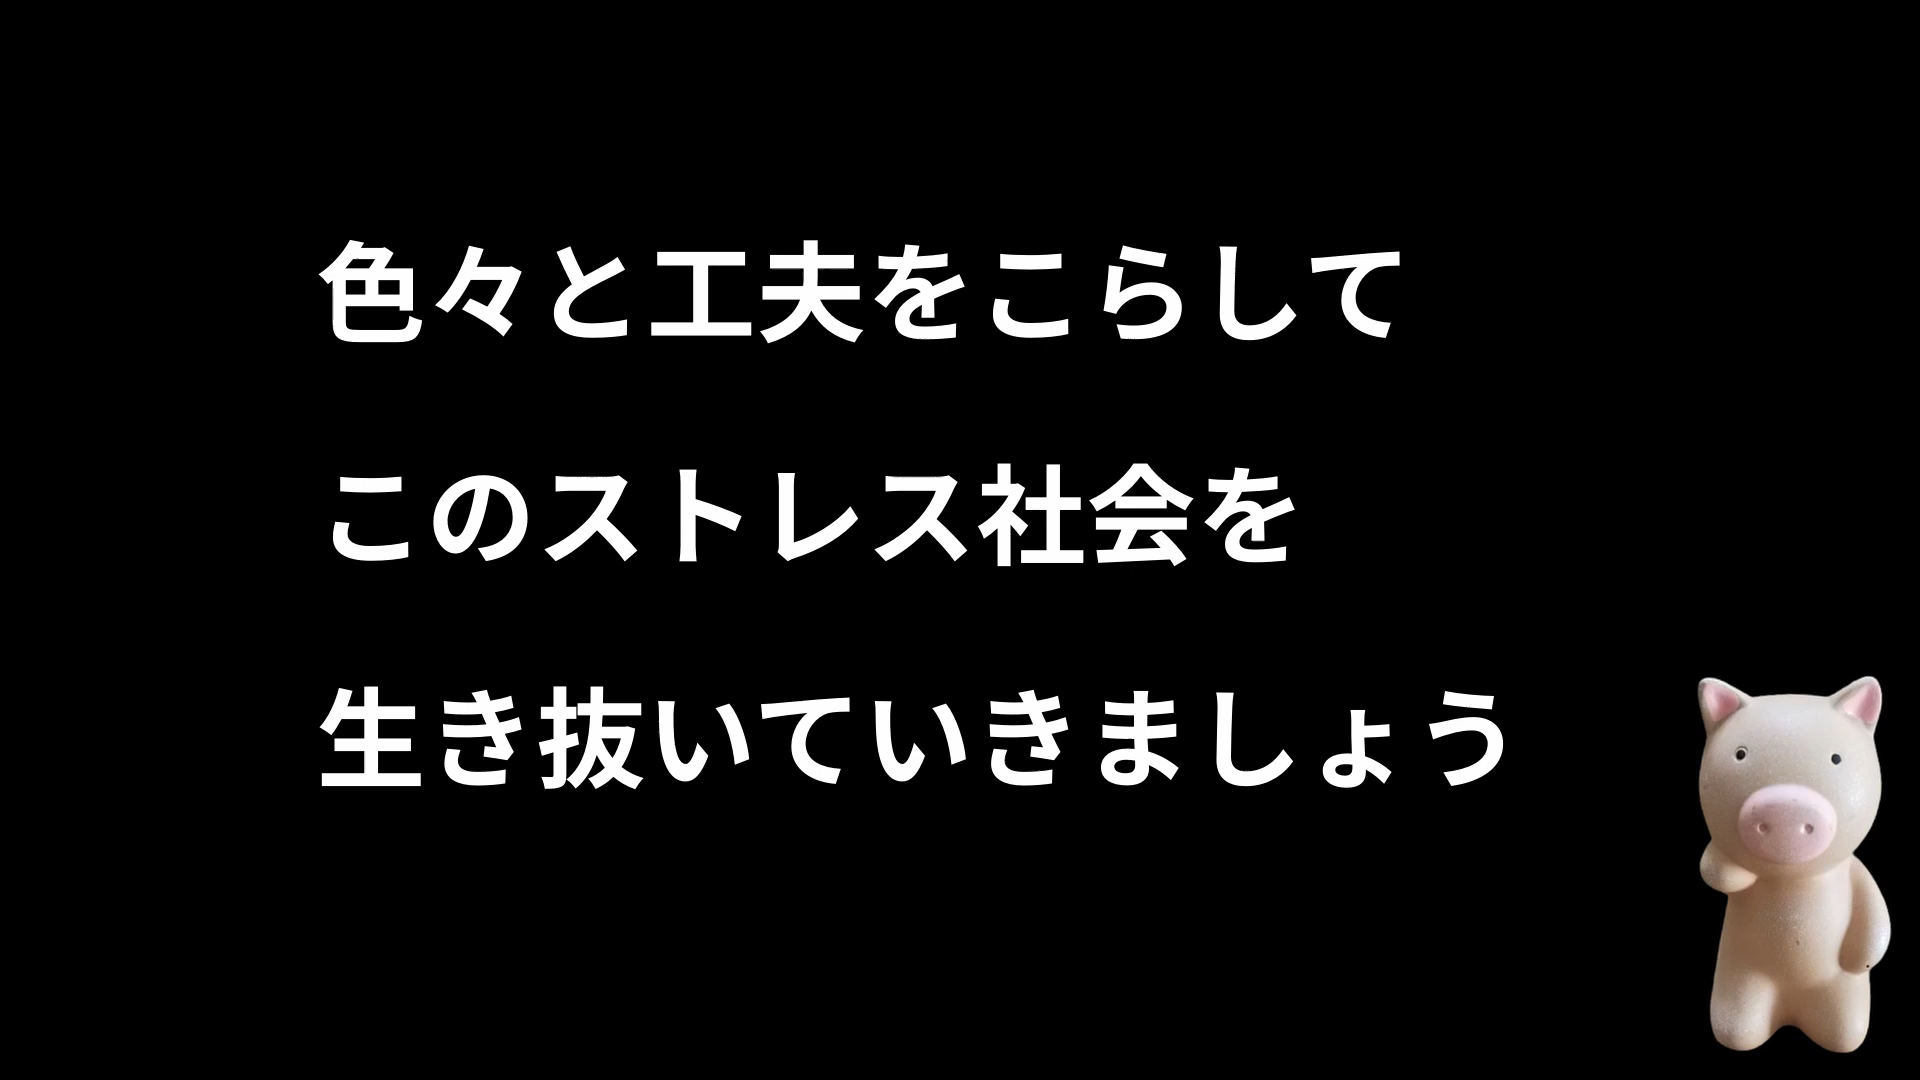 色々と工夫をこらして
このストレス社会を
生き抜いていきましょう